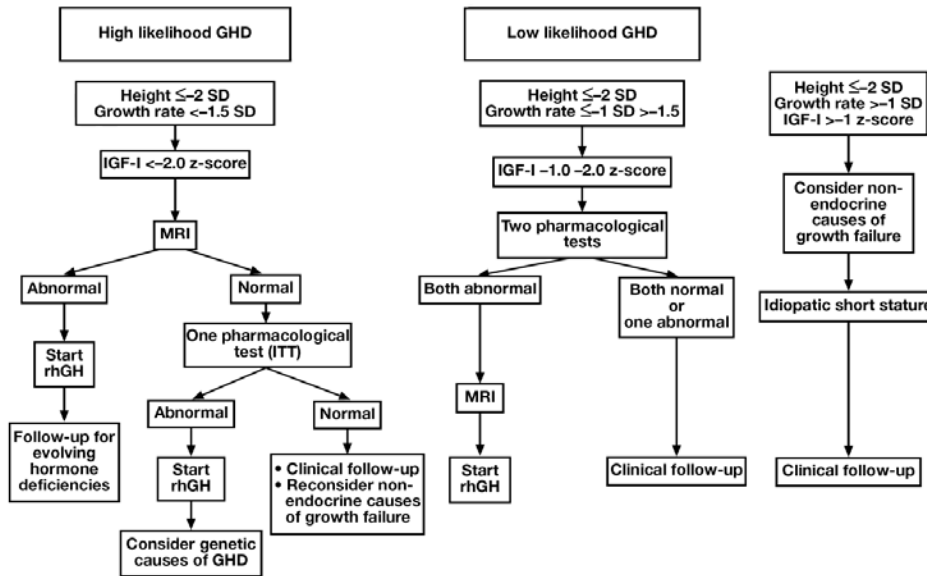 High likelihood GHD
Height ≤–2 SD
Growth rate <–1.5 SD
IGF-I <–2.0 z-score
MRI
Abnormal
Normal
Start
rhGH
One pharmacological
test (ITT)
Follow-up for
evolving
hormone
deficiencies
Abnormal
Normal
Start
rhGH
• Clinical follow-up
• Reconsider non-
endocrine causes
of growth failure
Consider genetic
causes of GHD
Low likelihood GHD
Height ≤–2 SD
Growth rate ≤–1 SD >–1.5
IGF-I –1.0 –2.0 z-score
Two pharmacological
tests
Both abnormal
Both normal
or
one abnormal
MRI
Start
rhGH
Clinical follow-up
Height ≤–2 SD
Growth rate >–1 SD
IGF-I >–1 z-score
Consider non-
endocrine
causes of
growth failure
Idiopatic short stature
Clinical follow-up